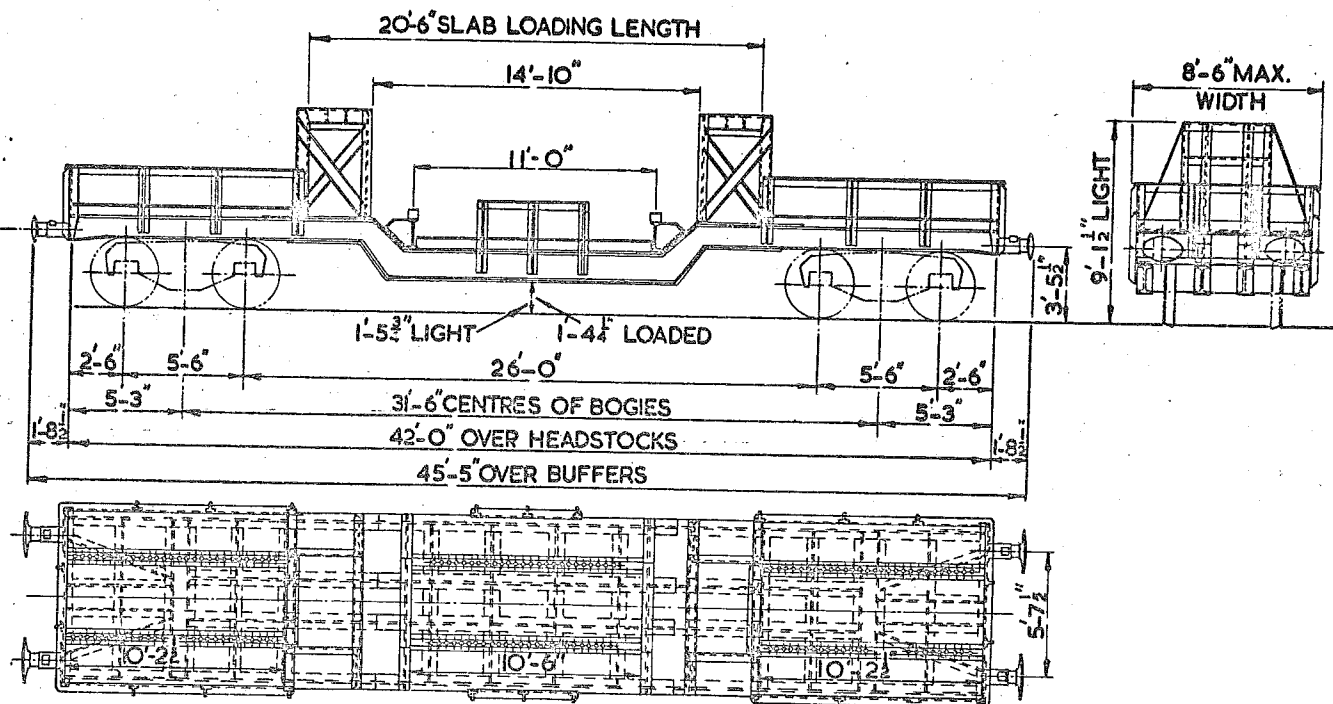 20'-6" SLAB LOADING LENGTH
14'-10"
8'-6" MAX.
WIDTH
11'-0"
9'-1½" LIGHT
3'-5½"
1'-5¾" LIGHT
1'-4¼" LOADED
2'-6"
5'-6"
26'-0"
5'-6"
2'-6"
5-3"
31'-6" CENTRES OF BOGIES
5'-3"
1'-8½"
42'-0" OVER HEADSTOCKS
1'-8½"
45'-5" OVER BUFFERS
5'-7½"
10'-2½"
10'-6"
10'-2½"